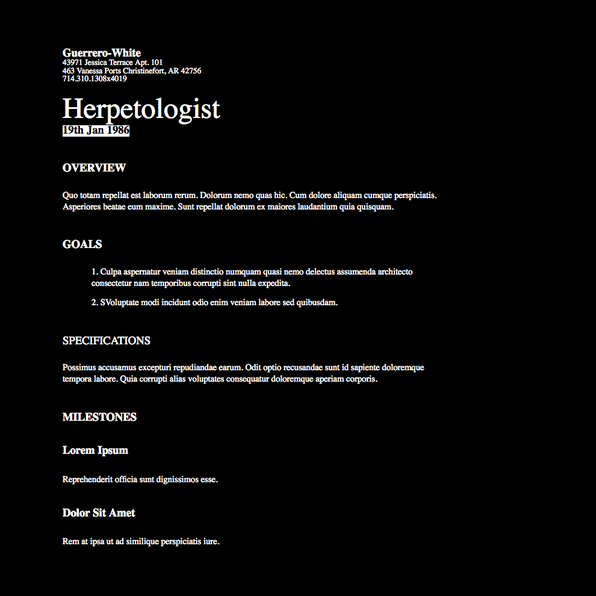 Guerrero-White
43971 Jessica Terrace Apt. 101
463 Vanessa Ports Christinefort, AR 42756
714.310.1308x4019
Herpetologist
19th Jan 1986
OVERVIEW
Quo totam repellat est laborum rerum. Dolorum nemo quas hic. Cum dolore aliquam cumque perspiciatis.
Asperiores beatae eum maxime. Sunt repellat dolorum ex maiores laudantium quia quisquam.
GOALS
1. Culpa aspernatur veniam distinctio numquam quasi nemo delectus assumenda architecto
consectetur nam temporibus corrupti sint nulla expedita.
2. SVoluptate modi incidunt odio enim veniam labore sed quibusdam.
SPECIFICATIONS
Possimus accusamus excepturi repudiandae earum. Odit optio recusandae sunt id sapiente doloremque
tempora labore. Quia corrupti alias voluptates consequatur doloremque aperiam corporis.
MILESTONES
Lorem Ipsum
Reprehenderit officia sunt dignissimos esse.
Dolor Sit Amet
Rem at ipsa ut ad similique perspiciatis iure.